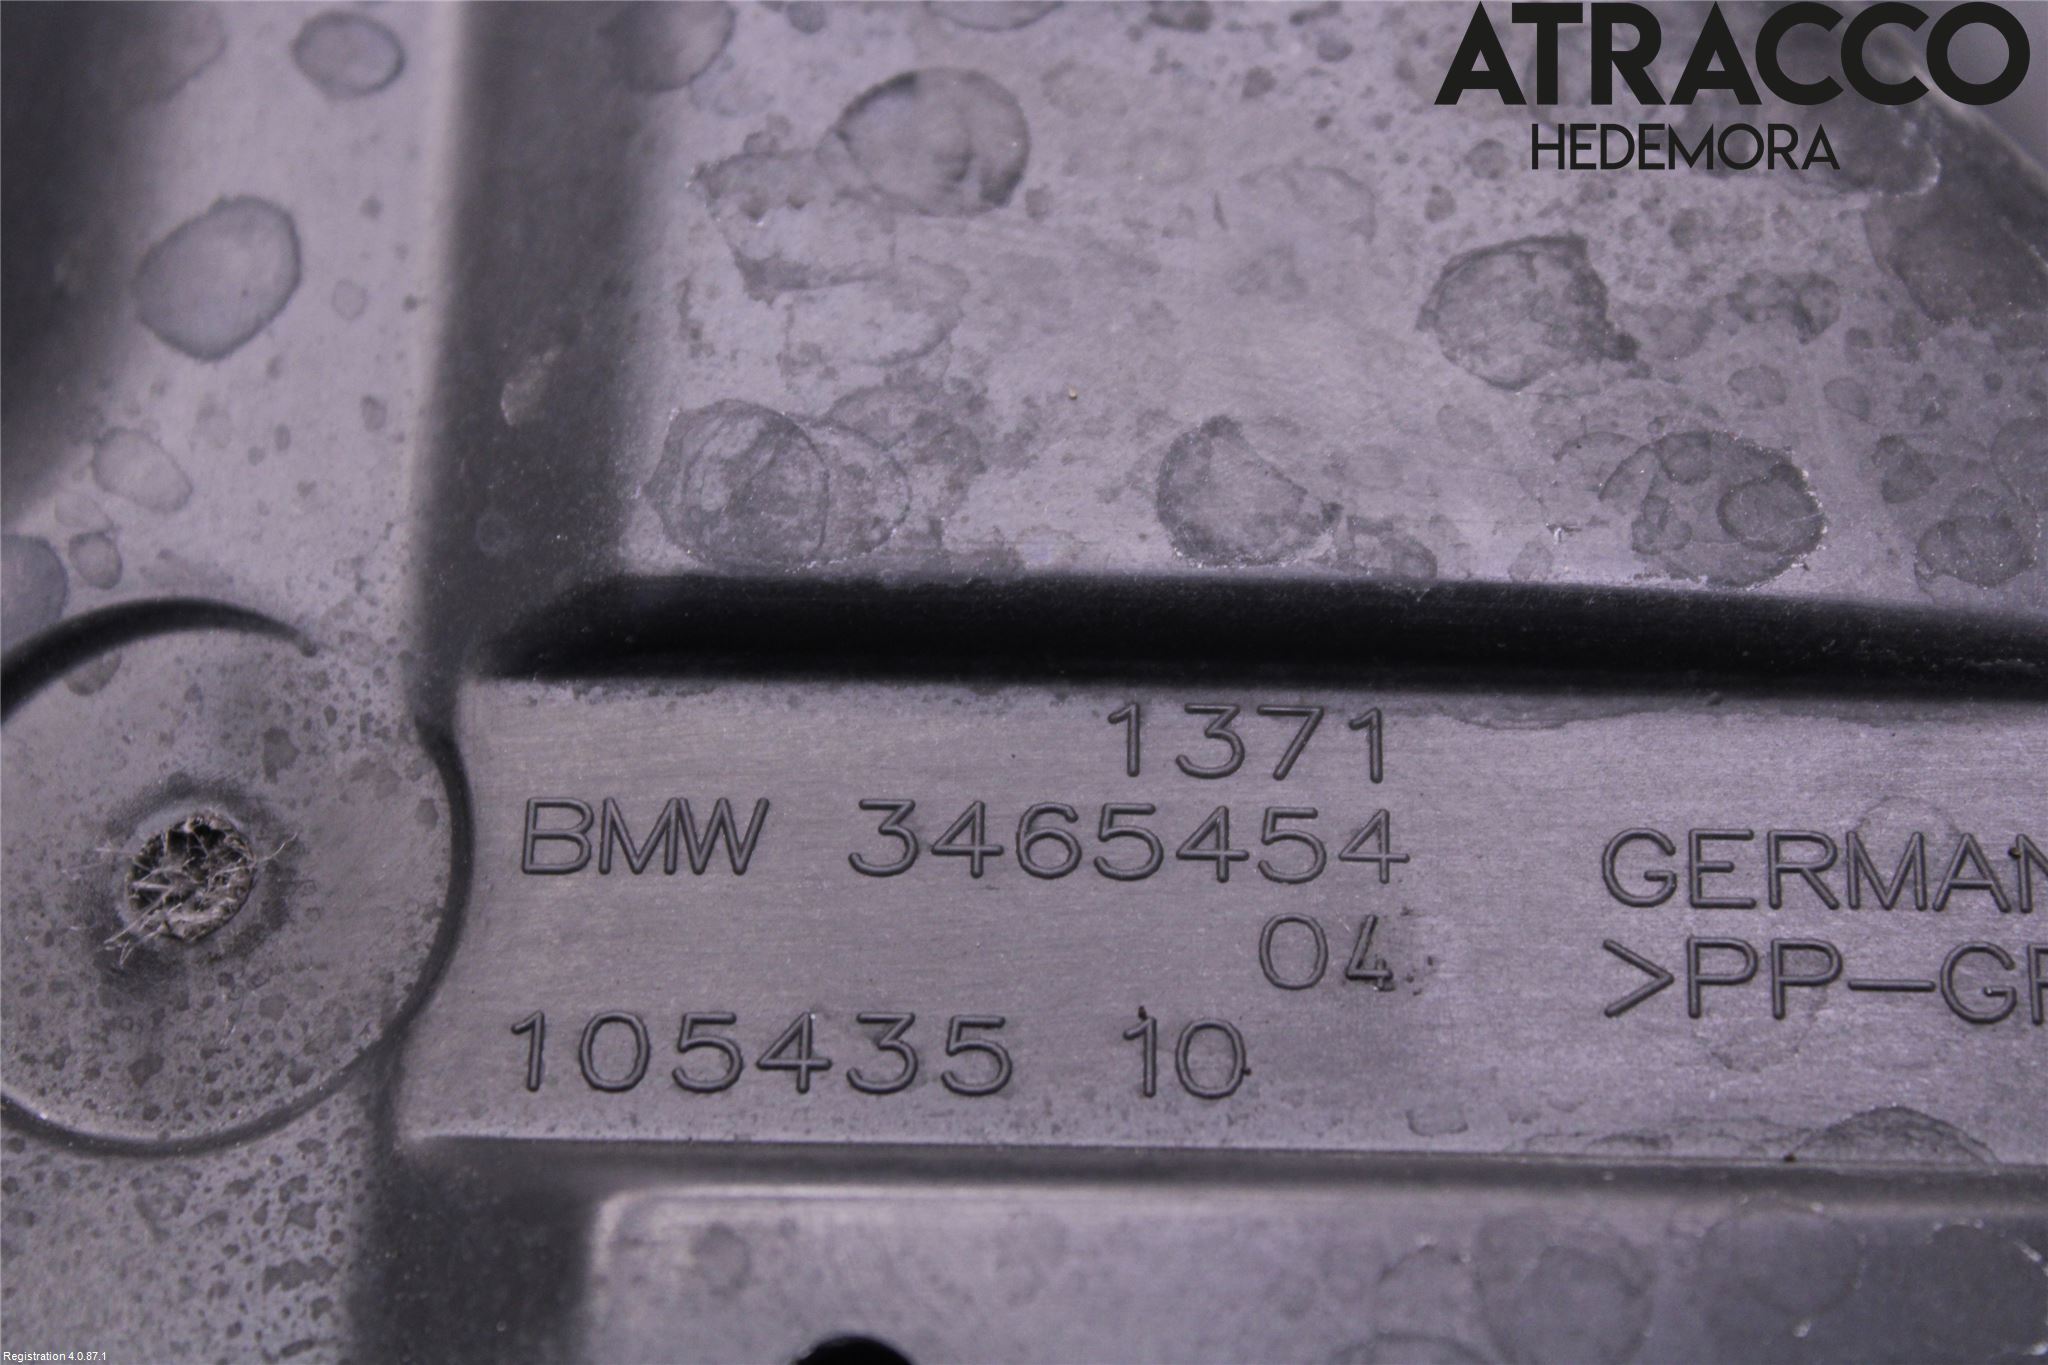 ATRACCO
HEDEMORA
1371
BMW 3465454
04
105435 10
GERMAN
>PP-GF
Registration 4.0.87.1